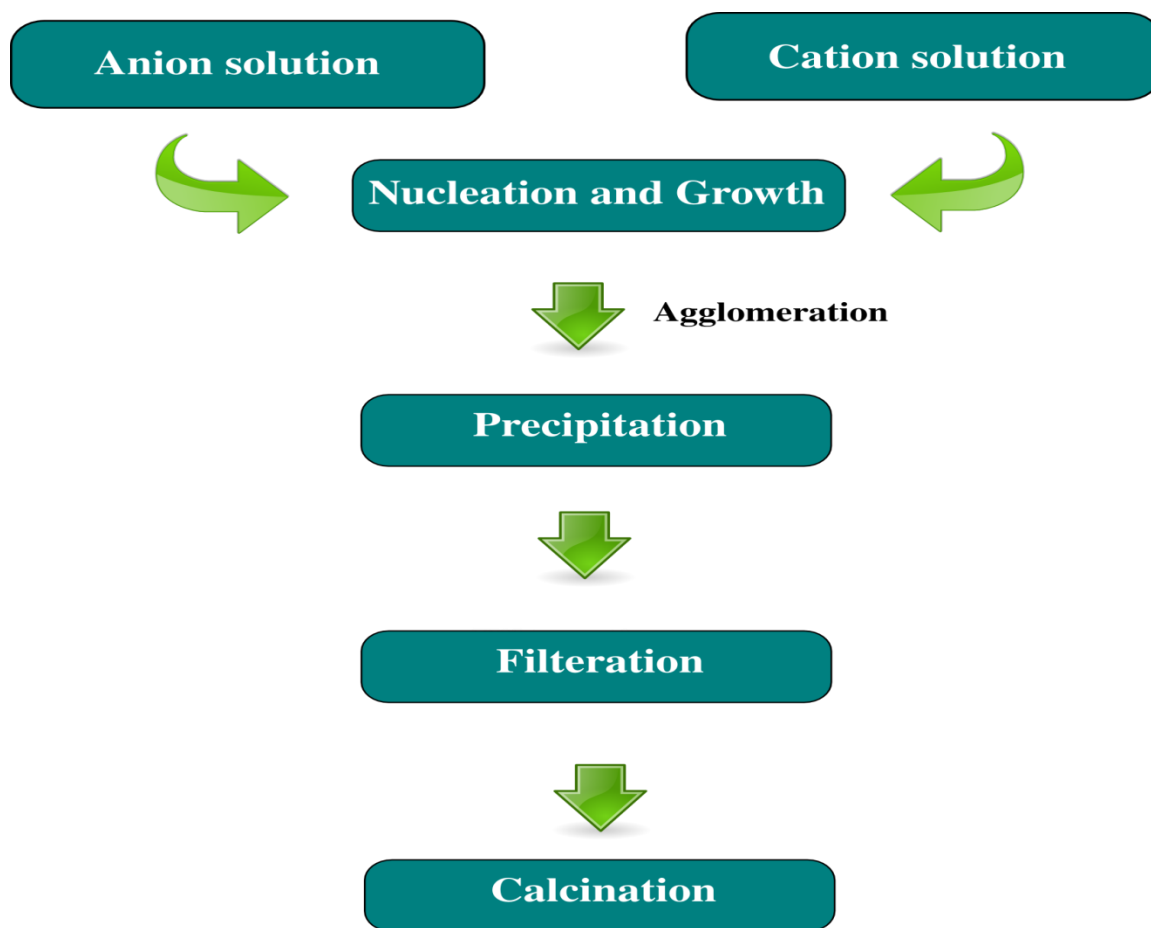 Anion solution
Cation solution
Nucleation and Growth
Agglomeration
Precipitation
Filteration
Calcination